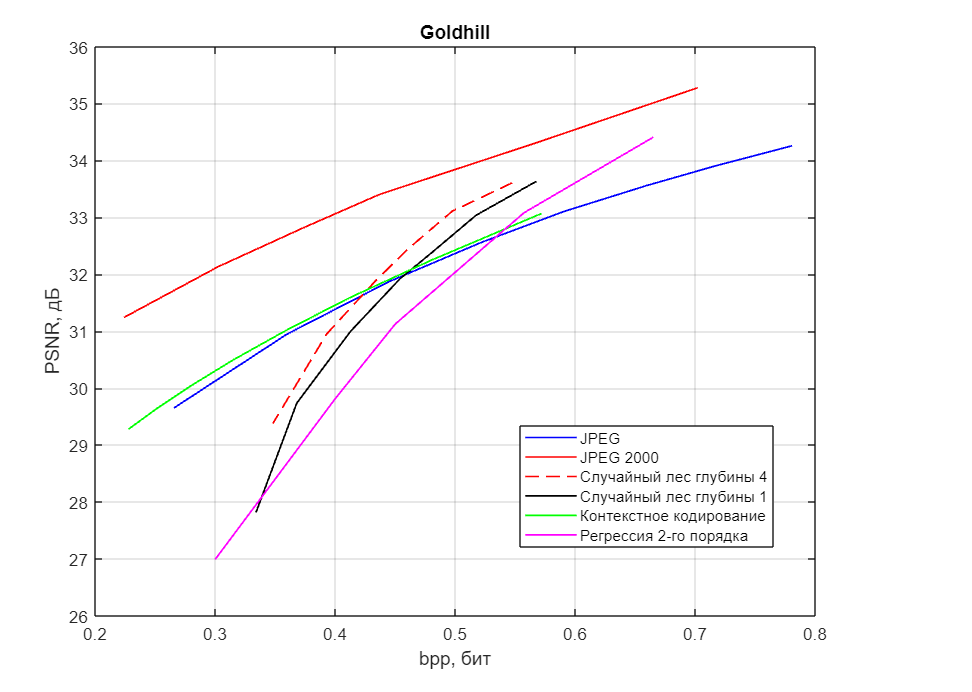 Goldhill
36
35
34
33
32
31
30
29
28
27
26
PSNR, дБ
0.2 0.3 0.4 0.5 0.6 0.7 0.8
bpp, бит
JPEG
JPEG 2000
Случайный лес глубины 4
Случайный лес глубины 1
Контекстное кодирование
Регрессия 2-го порядка